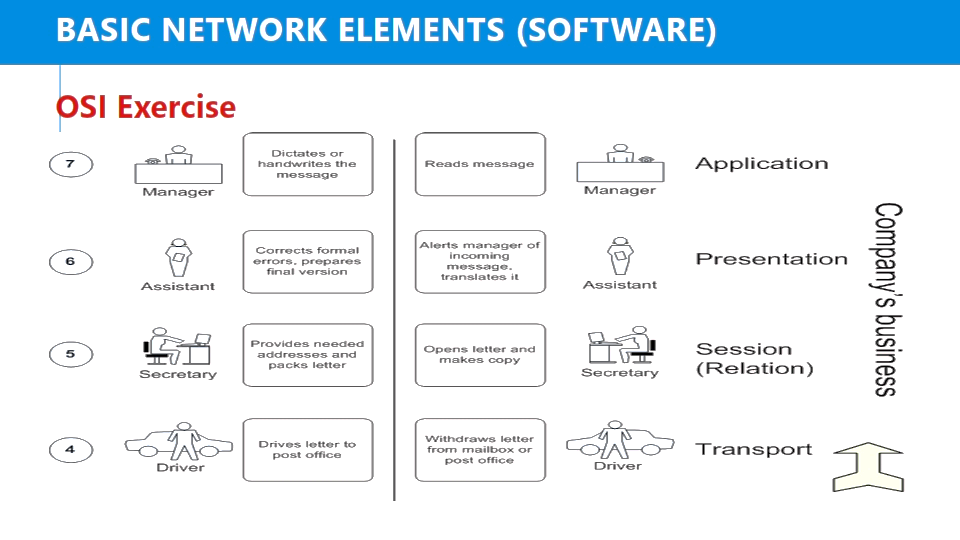 BASIC NETWORK ELEMENTS (SOFTWARE)
OSI Exercise
7
Manager
Dictates or
handwrites the
message
Reads message
Manager
Application
6
Assistant
Corrects formal
errors, prepares
final version
Alerts manager of
incoming
message,
translates it
Assistant
Presentation
5
Secretary
Provides needed
addresses and
packs letter
Opens letter and
makes copy
Secretary
Session
(Relation)
4
Driver
Drives letter to
post office
Withdraws letter
from mailbox or
post office
Driver
Transport
Company's business